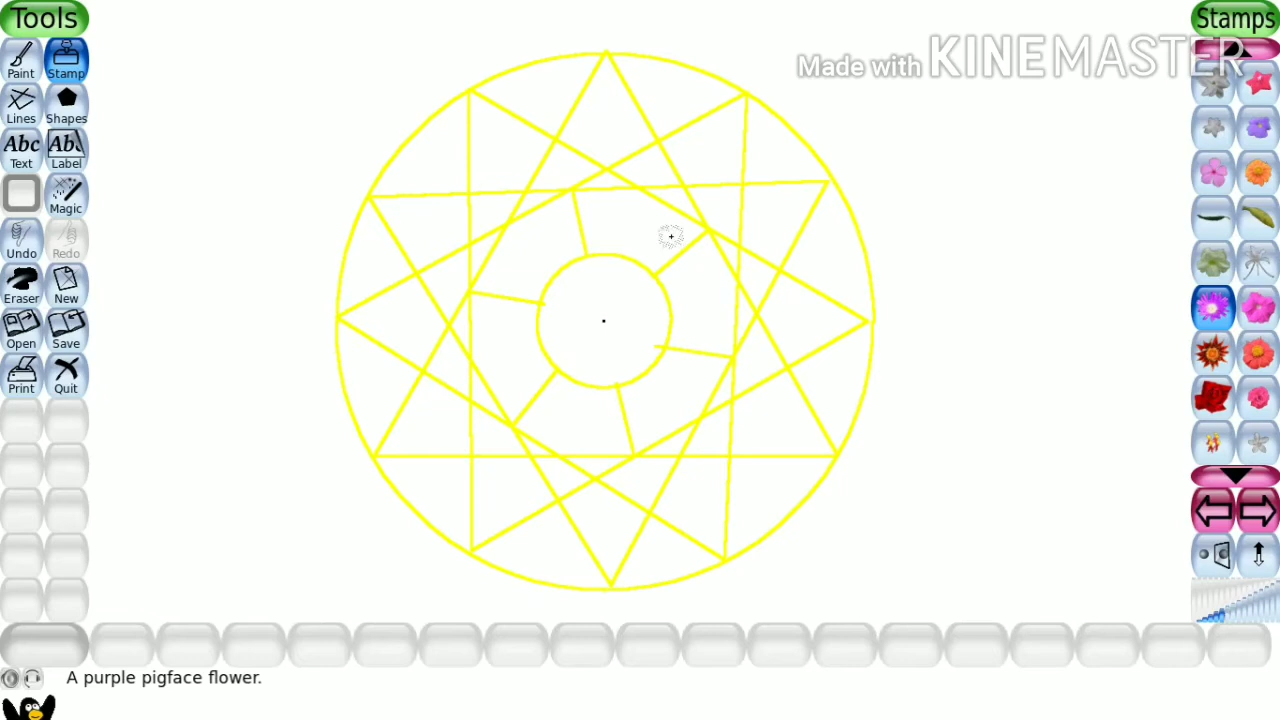 Tools
Stamps
Made with KINEMASTER
Paint
Stamp
Lines
Shapes
Abc
Text
Abc
Label
Magic
Undo
Redo
Eraser
New
Open
Save
Print
Quit
A purple pigface flower.